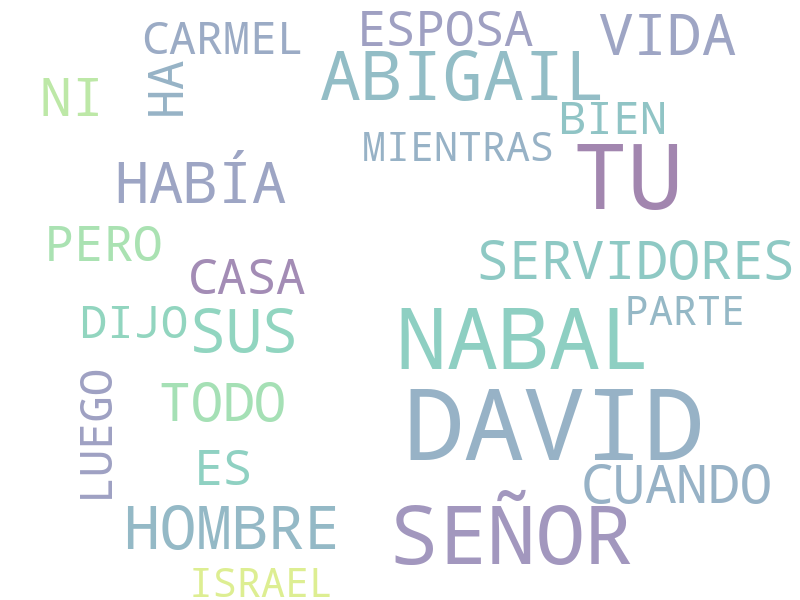 CARMEL
ESPOSA
VIDA
NI
HA
ABIGAIL
BIEN
MIENTRAS
TU
HABÍA
PERO
CASA
SERVIDORES
DIJO
SUS
NABAL
PARTE
LUEGO
TODO
DAVID
ES
CUANDO
HOMBRE
SEÑOR
ISRAEL